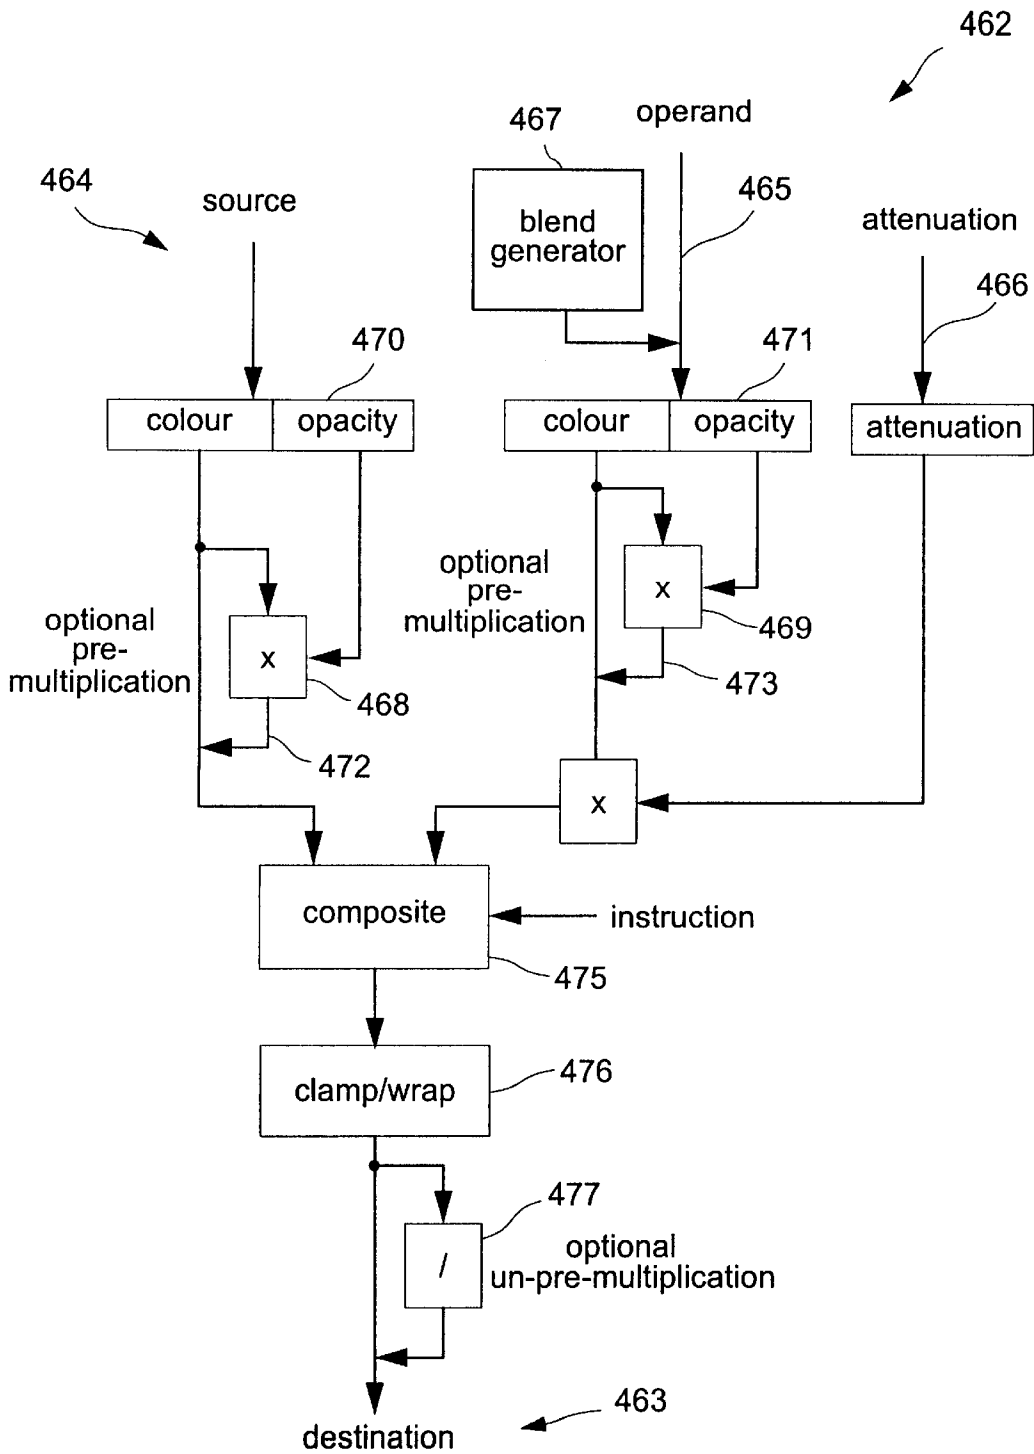 462
operand
467
464
source
blend
generator
465
attenuation
466
470
471
colour
opacity
colour
opacity
attenuation
optional
pre-
multiplication
x
469
473
optional
pre-
multiplication
x
468
472
x
composite
instruction
475
clamp/wrap
476
477
/
optional
un-pre-multiplication
463
destination